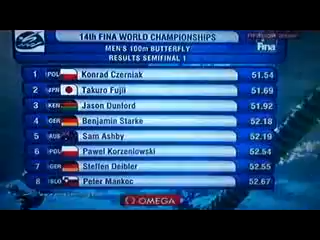 14th FINA WORLD CHAMPIONSHIPS
MEN'S 100m BUTTERFLY
RESULTS SEMIFINAL 1
Fina
1 POL Konrad Czerniak 51.54
2 JPN Takuro Fujii 51.69
3 KEN Jason Dunford 51.92
4 GER Benjamin Starke 52.18
5 AUS Sam Ashby 52.19
6 POL Pawel Korzeniowski 52.54
7 GER Steffen Deibler 52.55
8 SLO Peter Mankoc 52.67
Ω OMEGA